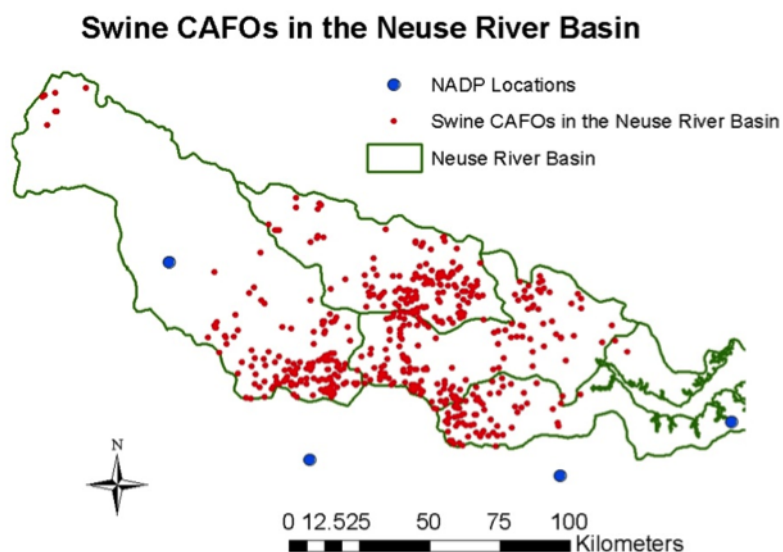 Swine CAFOs in the Neuse River Basin
NADP Locations
Swine CAFOs in the Neuse River Basin
Neuse River Basin
N
0 12.525 50 75 100
Kilometers